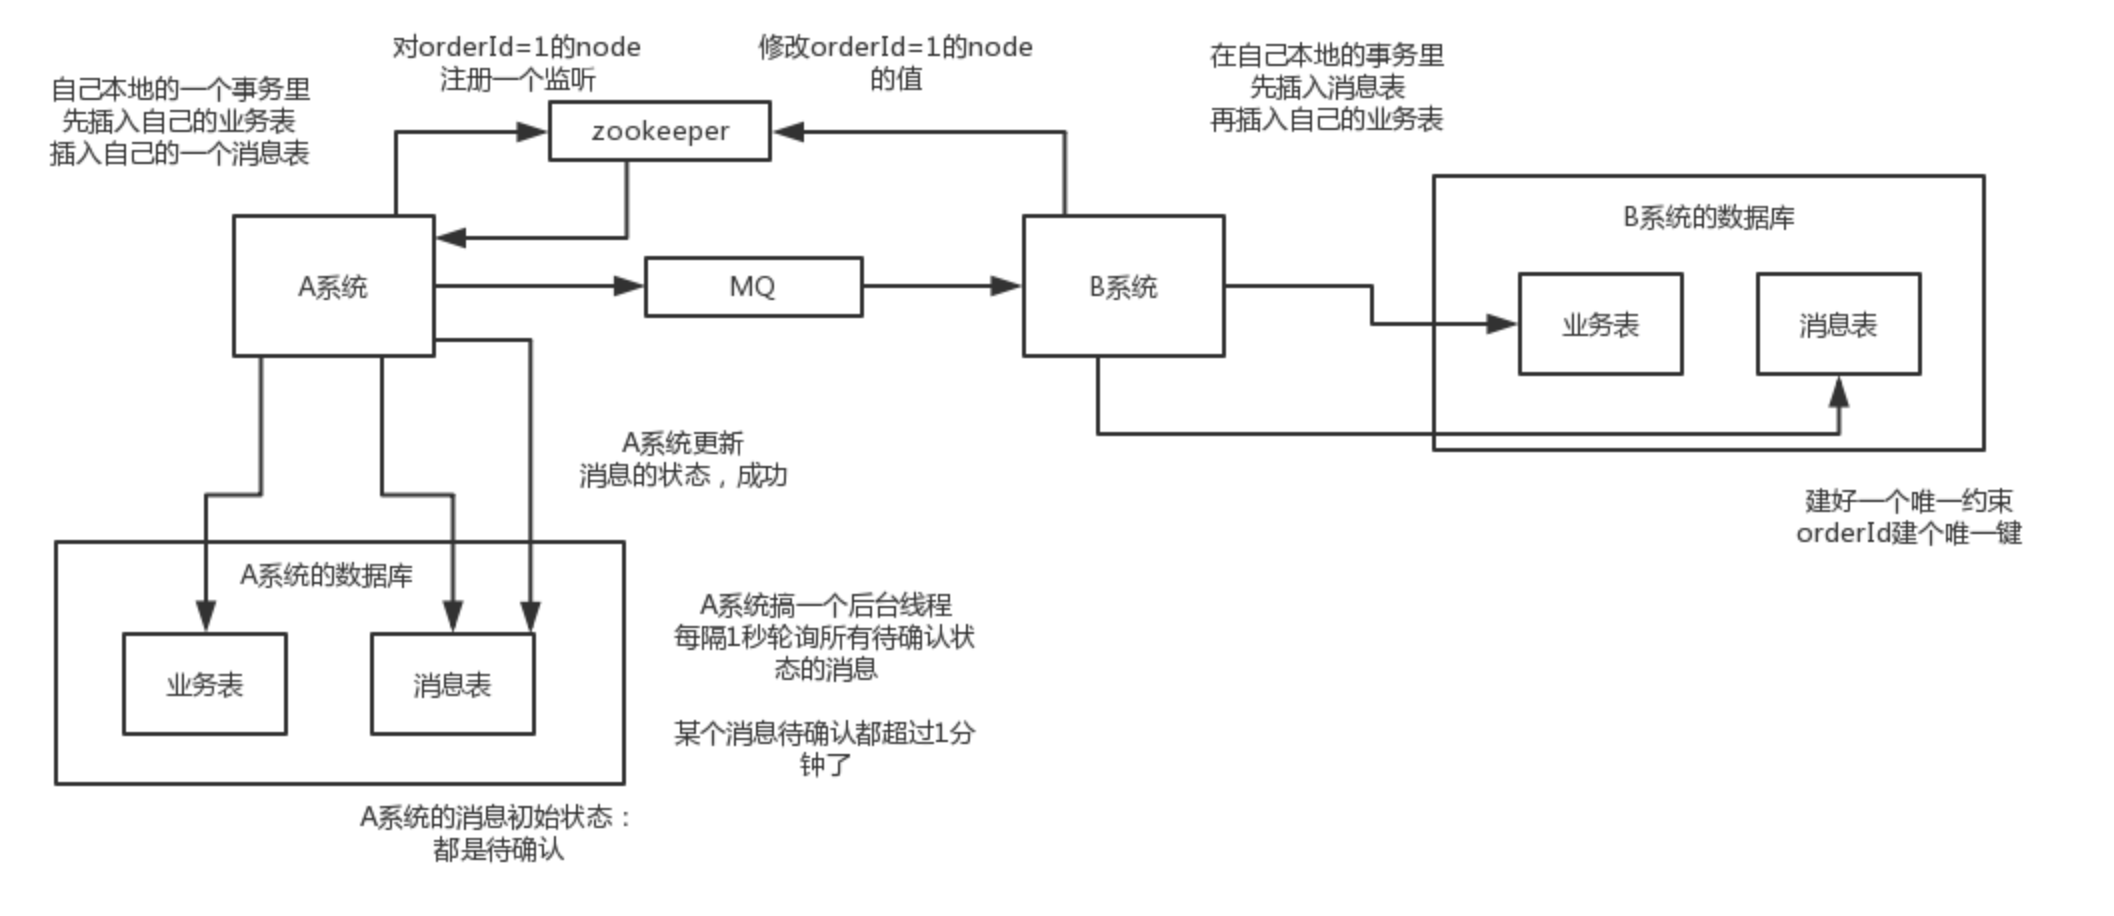 对orderId=1的node
注册一个监听
修改orderId=1的node
的值
在自己本地的事务里
先插入消息表
再插入自己的业务表
自己本地的一个事务里
先插入自己的业务表
插入自己的一个消息表
zookeeper
A系统
MQ
B系统
B系统的数据库
业务表
消息表
A系统更新
消息的状态，成功
建好一个唯一约束
orderId建个唯一键
A系统的数据库
业务表
消息表
A系统搞一个后台线程
每隔1秒轮询所有待确认状
态的消息
某个消息待确认都超过1分
钟了
A系统的消息初始状态：
都是待确认